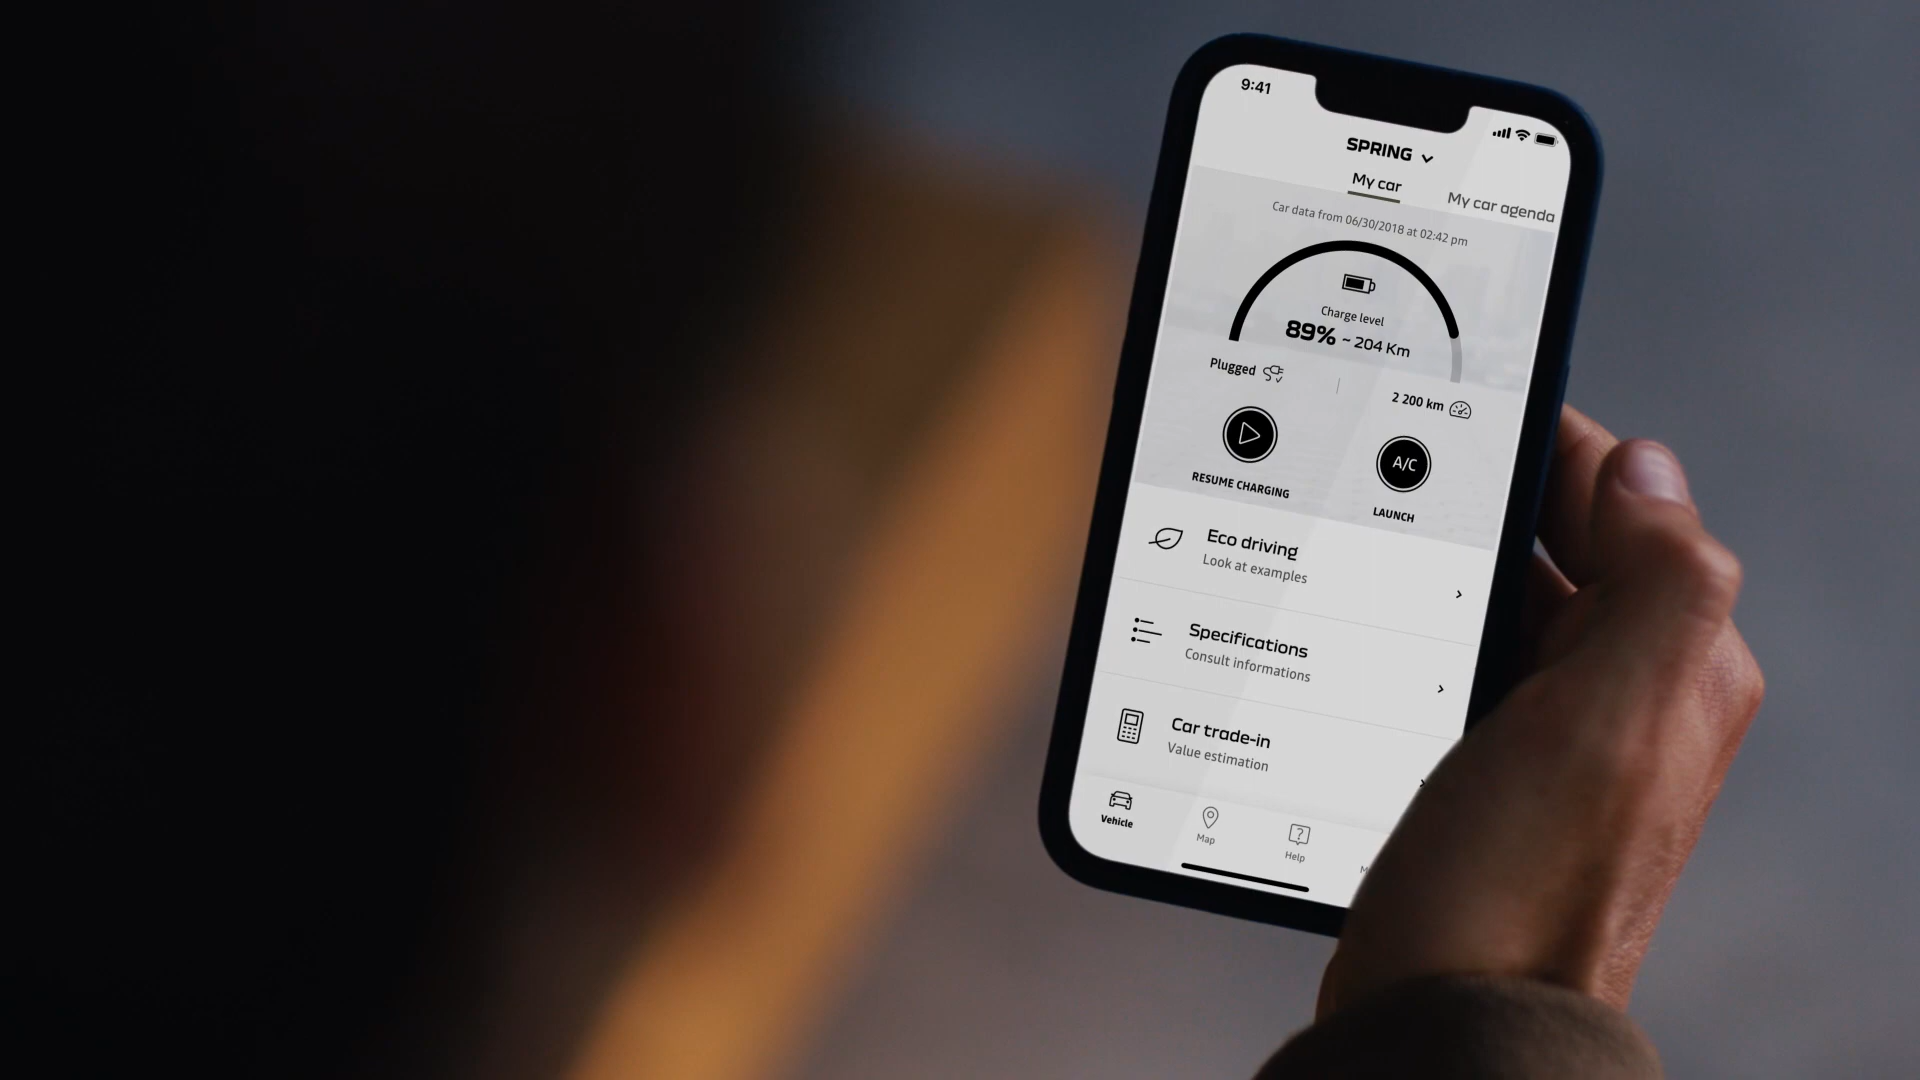 9:41
SPRING
My car
My car agenda
Car data from 06/30/2018 at 02:42 pm
Charge level
89% ~ 204 Km
Plugged
2 200 km
A/C
RESUME CHARGING
LAUNCH
Eco driving
Look at examples
Specifications
Consult informations
Car trade-in
Value estimation
Vehicle
Map
Help